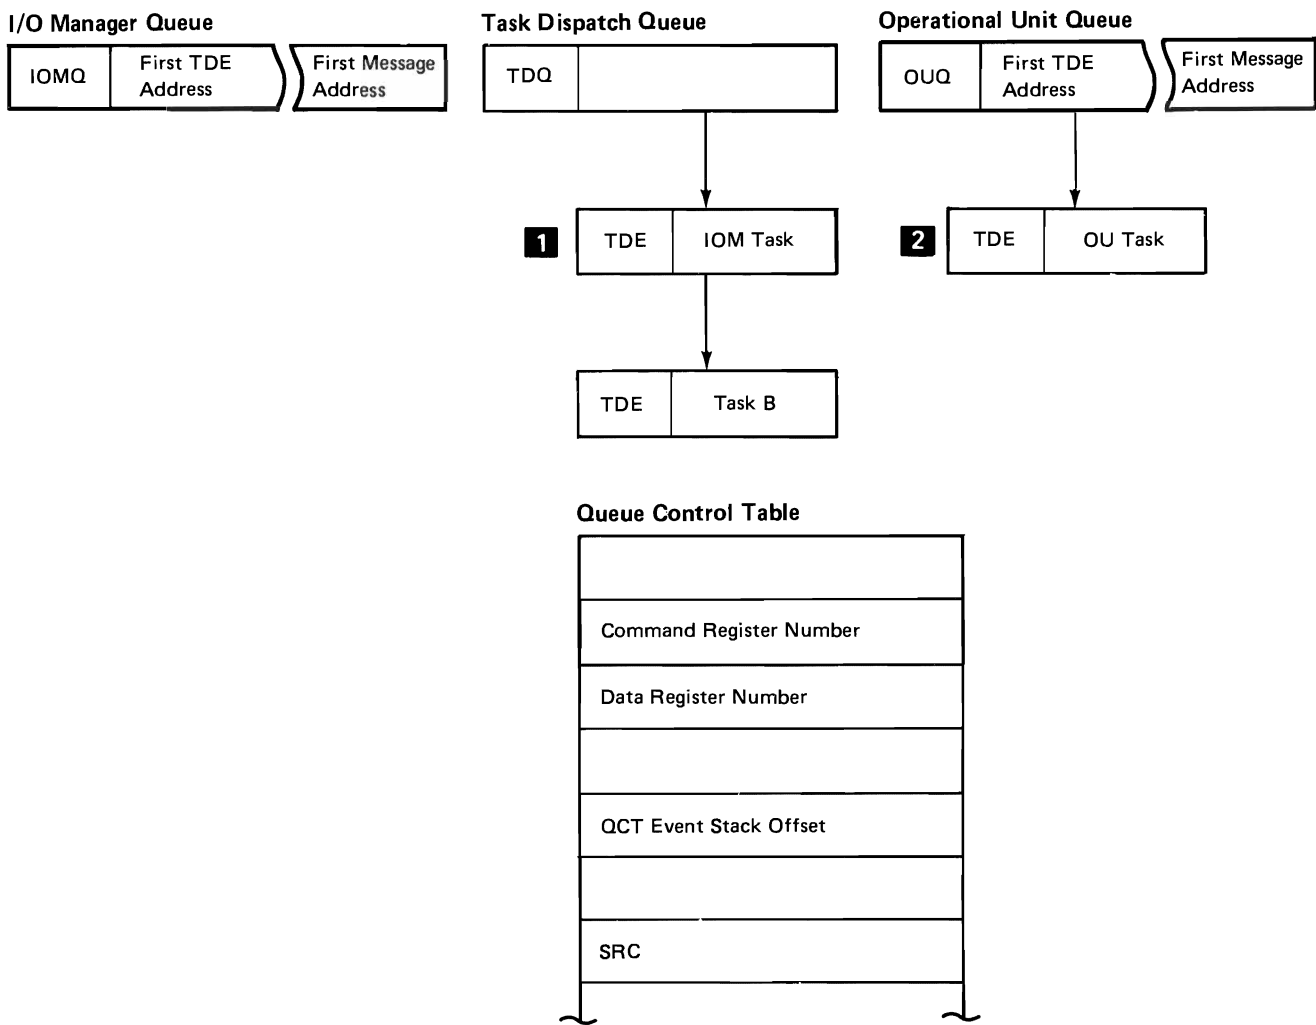 I/O Manager Queue
Task Dispatch Queue
Operational Unit Queue
IOMQ
First TDE
Address
First Message
Address
TDQ
OUQ
First TDE
Address
First Message
Address
1
TDE
IOM Task
2
TDE
OU Task
TDE
Task B
Queue Control Table
Command Register Number
Data Register Number
QCT Event Stack Offset
SRC